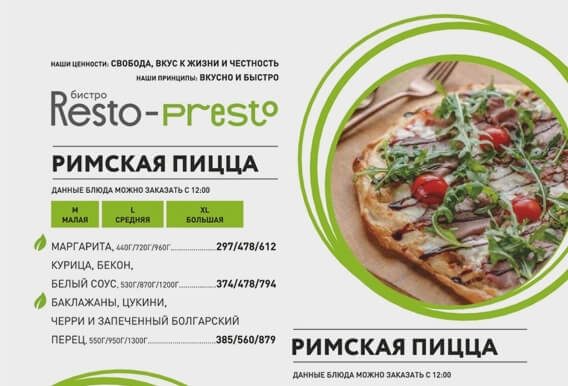 НАШИ ЦЕННОСТИ: СВОБОДА, ВКУС К ЖИЗНИ И ЧЕСТНОСТЬ
НАШИ ПРИНЦИПЫ: ВКУСНО И БЫСТРО
бистро
Resto-presto
РИМСКАЯ ПИЦЦА
ДАННЫЕ БЛЮДА МОЖНО ЗАКАЗАТЬ С 12:00
M L XL
МАЛАЯ СРЕДНЯЯ БОЛЬШАЯ
МАРГАРИТА, 440Г/720Г/960Г..............297/478/612
КУРИЦА, БЕКОН,
БЕЛЫЙ СОУС, 530Г/870Г/1200Г............374/478/794
БАКЛАЖАНЫ, ЦУКИНИ,
ЧЕРРИ И ЗАПЕЧЕННЫЙ БОЛГАРСКИЙ
ПЕРЕЦ, 550Г/950Г/1300Г....................385/560/879
РИМСКАЯ ПИЦЦА
ДАННЫЕ БЛЮДА МОЖНО ЗАКАЗАТЬ С 12:00